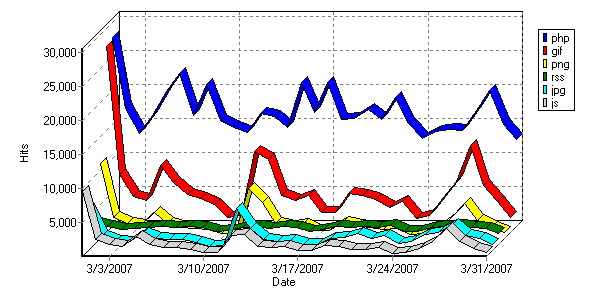 30,000
25,000
20,000
15,000
10,000
5,000
Hits
3/3/2007
3/10/2007
3/17/2007
3/24/2007
3/31/2007
Date
php
gif
png
rss
jpg
js